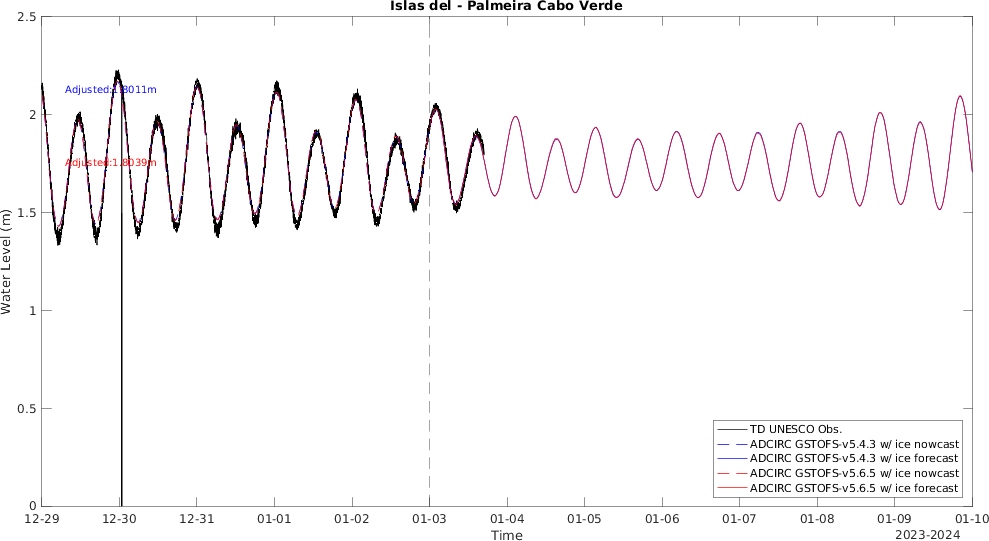 Islas del - Palmeira Cabo Verde
2.5
2
1.5
1
0.5
0
Water Level (m)
Adjusted:1.8011m
Adjusted:1.8039m
TD UNESCO Obs.
ADCIRC GSTOFS-v5.4.3 w/ ice nowcast
ADCIRC GSTOFS-v5.4.3 w/ ice forecast
ADCIRC GSTOFS-v5.6.5 w/ ice nowcast
ADCIRC GSTOFS-v5.6.5 w/ ice forecast
12-29 12-30 12-31 01-01 01-02 01-03 01-04 01-05 01-06 01-07 01-08 01-09 01-10
Time
2023-2024